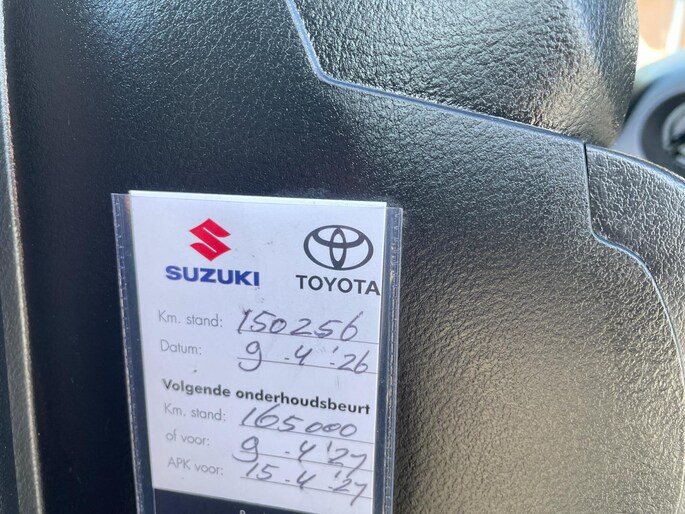 SUZUKI TOYOTA
Km. stand: 150256
Datum: 9 .4 .'26
Volgende onderhoudsbeurt
Km. stand: 165000
of voor: 9 .4 '27
APK voor: 15.4.'27